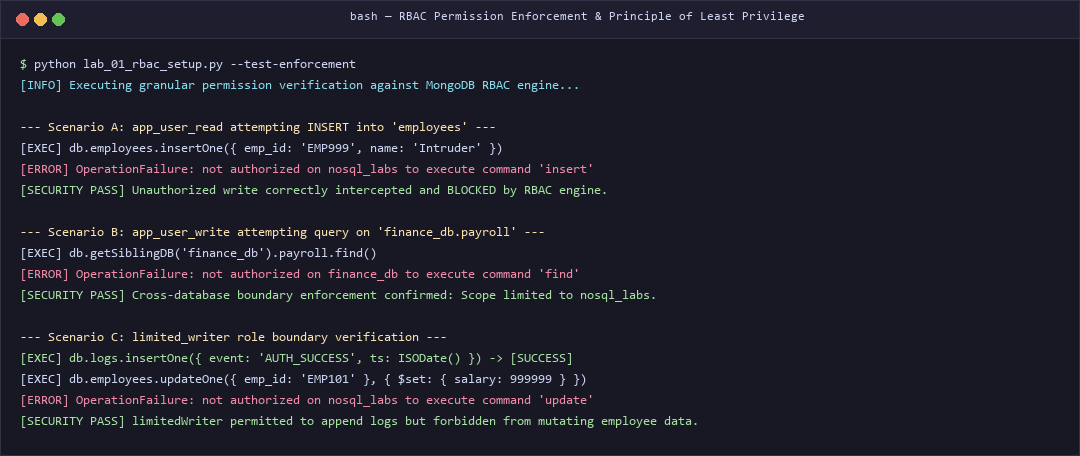 bash — RBAC Permission Enforcement & Principle of Least Privilege
$ python lab_01_rbac_setup.py --test-enforcement
[INFO] Executing granular permission verification against MongoDB RBAC engine...
--- Scenario A: app_user_read attempting INSERT into 'employees' ---
[EXEC] db.employees.insertOne({ emp_id: 'EMP999', name: 'Intruder' })
[ERROR] OperationFailure: not authorized on nosql_labs to execute command 'insert'
[SECURITY PASS] Unauthorized write correctly intercepted and BLOCKED by RBAC engine.
--- Scenario B: app_user_write attempting query on 'finance_db.payroll' ---
[EXEC] db.getSiblingDB('finance_db').payroll.find()
[ERROR] OperationFailure: not authorized on finance_db to execute command 'find'
[SECURITY PASS] Cross-database boundary enforcement confirmed: Scope limited to nosql_labs.
--- Scenario C: limited_writer role boundary verification ---
[EXEC] db.logs.insertOne({ event: 'AUTH_SUCCESS', ts: ISODate() }) -> [SUCCESS]
[EXEC] db.employees.updateOne({ emp_id: 'EMP101' }, { $set: { salary: 999999 } })
[ERROR] OperationFailure: not authorized on nosql_labs to execute command 'update'
[SECURITY PASS] limitedWriter permitted to append logs but forbidden from mutating employee data.